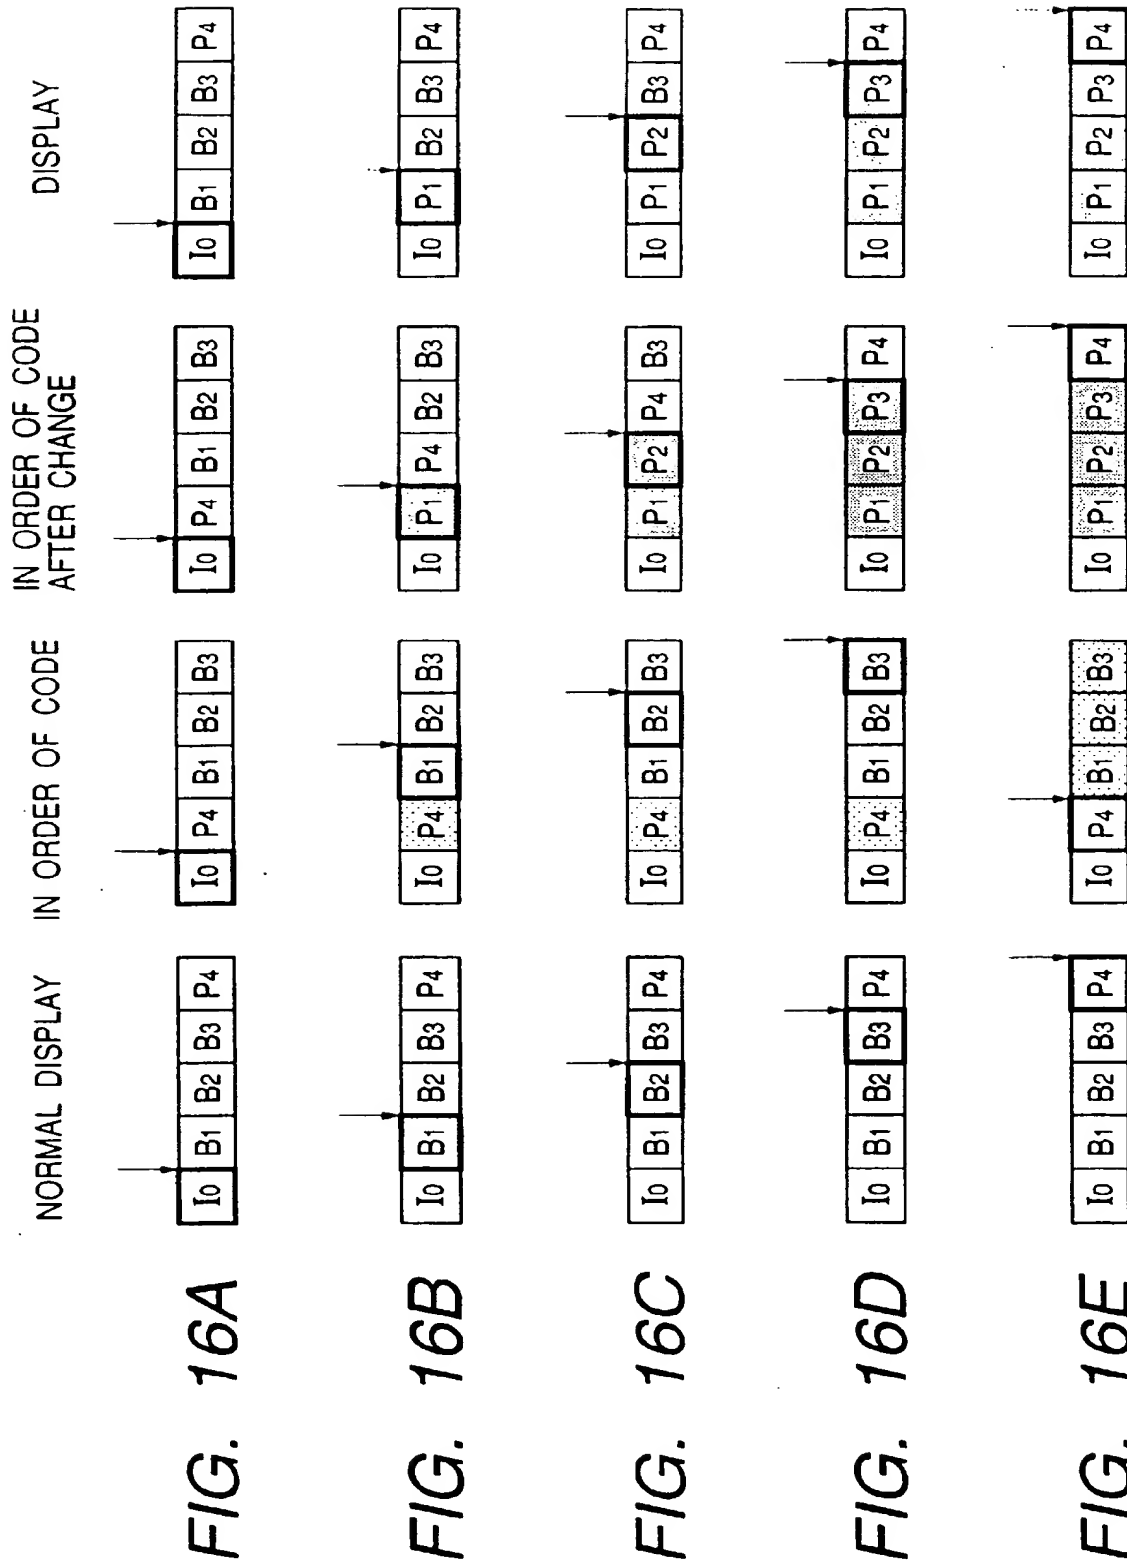 NORMAL DISPLAY IN ORDER OF CODE IN ORDER OF CODE AFTER CHANGE DISPLAY
FIG. 16A I0 B1 B2 B3 P4 I0 P4 B1 B2 B3 I0 P4 B1 B2 B3 I0 B1 B2 B3 P4
FIG. 16B I0 B1 B2 B3 P4 I0 P4 B1 B2 B3 I0 P1 P4 B2 B3 I0 P1 B2 B3 P4
FIG. 16C I0 B1 B2 B3 P4 I0 P4 B1 B2 B3 I0 P1 P2 P4 B3 I0 P1 P2 B3 P4
FIG. 16D I0 B1 B2 B3 P4 I0 P4 B1 B2 B3 I0 P1 P2 P3 P4 I0 P1 P2 P3 P4
FIG. 16E I0 B1 B2 B3 P4 I0 P4 B1 B2 B3 I0 P1 P2 P3 P4 I0 P1 P2 P3 P4